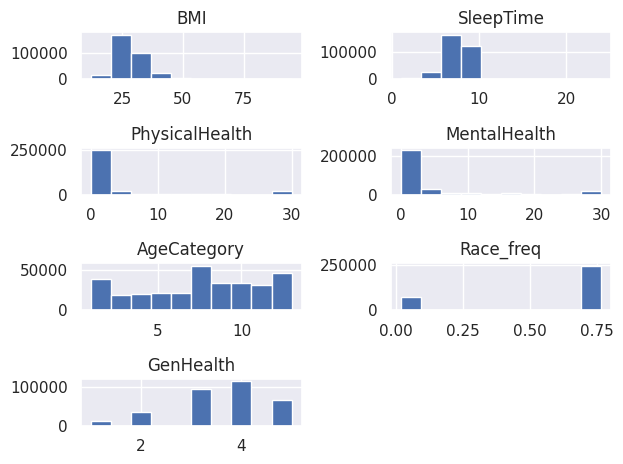 BMI
100000
0
25 50 75
SleepTime
100000
0
0 10 20
PhysicalHealth
250000
0
0 10 20 30
MentalHealth
200000
0
0 10 20 30
AgeCategory
50000
0
5 10
Race_freq
250000
0
0.00 0.25 0.50 0.75
GenHealth
100000
0
2 4